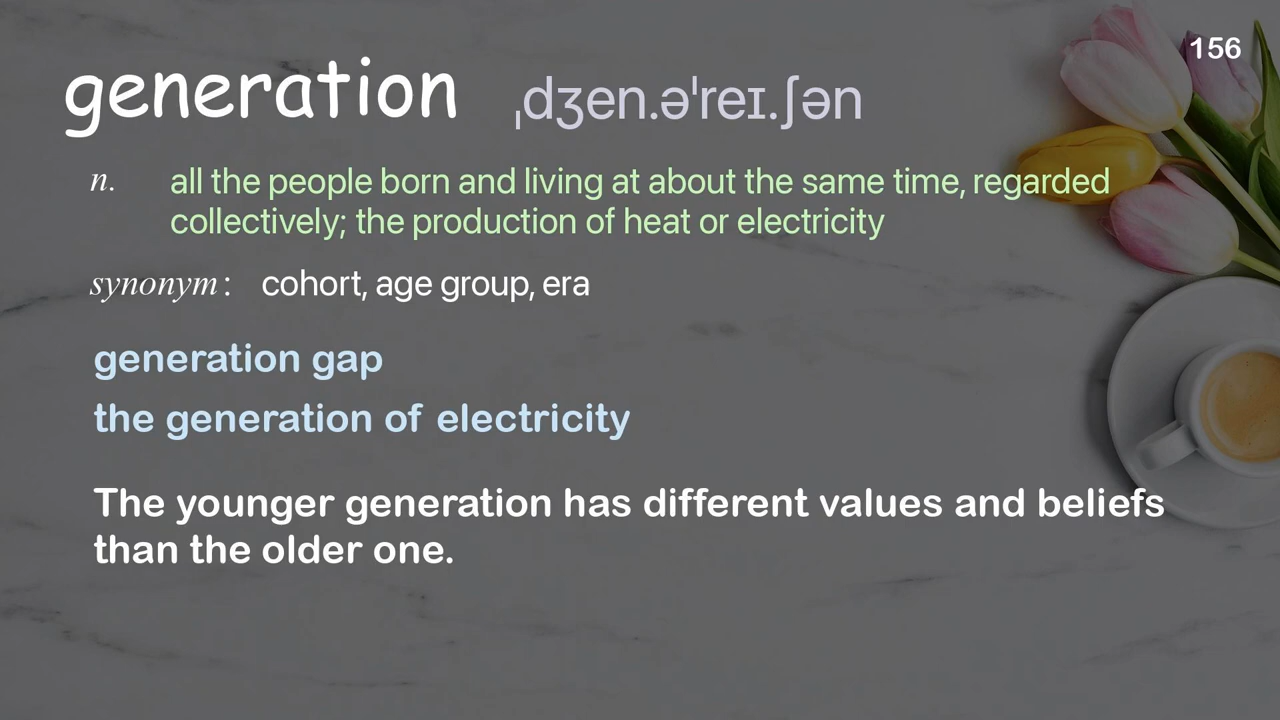 156
generation ˌdʒen.əˈreɪ.ʃən
n. all the people born and living at about the same time, regarded
collectively; the production of heat or electricity
synonym: cohort, age group, era
generation gap
the generation of electricity
The younger generation has different values and beliefs
than the older one.